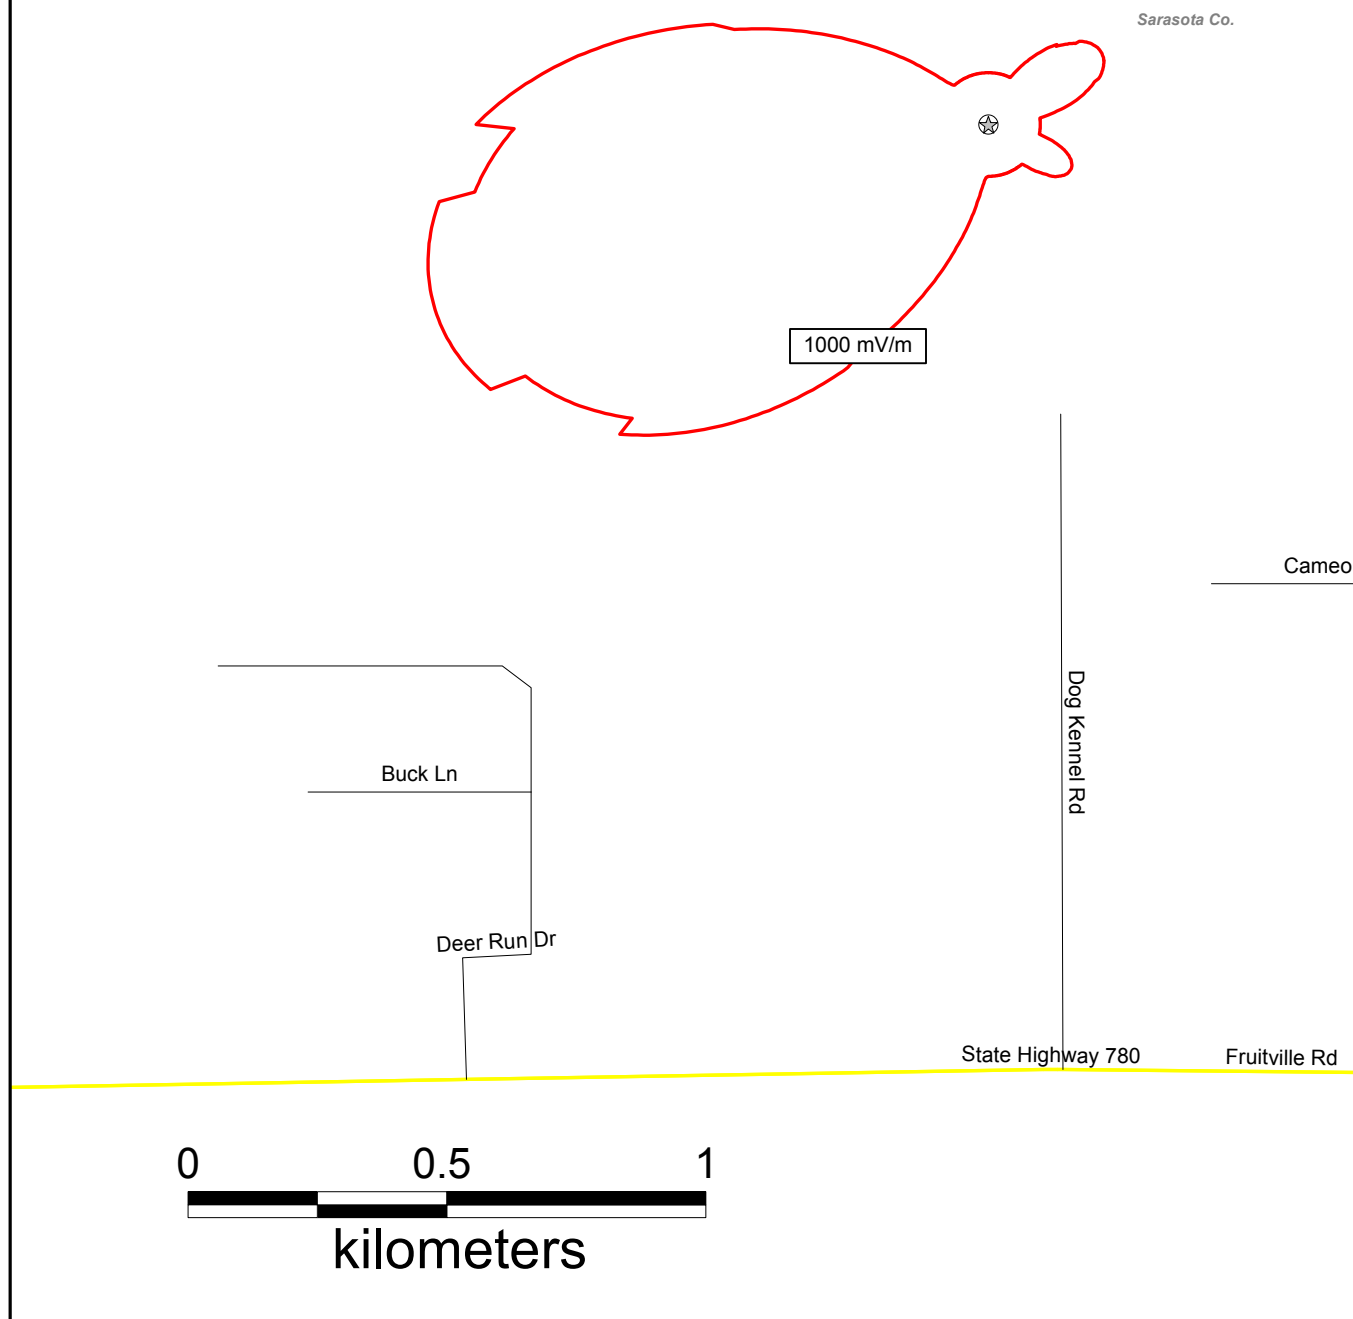 Sarasota Co.
1000 mV/m
Cameo
Dog Kennel Rd
Buck Ln
Deer Run Dr
State Highway 780
Fruitville Rd
0 0.5 1
kilometers